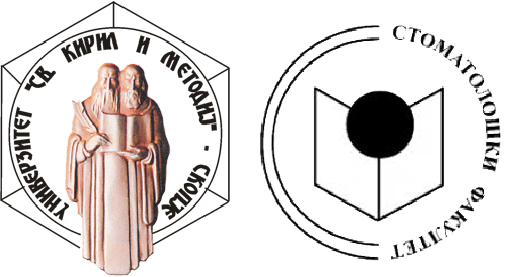 УНИВЕРЗИТЕТ "СВ. КИРИЛ И МЕТОДИЈ" - СКОПЈЕ
СТОМАТОЛОШКИ ФАКУЛТЕТ